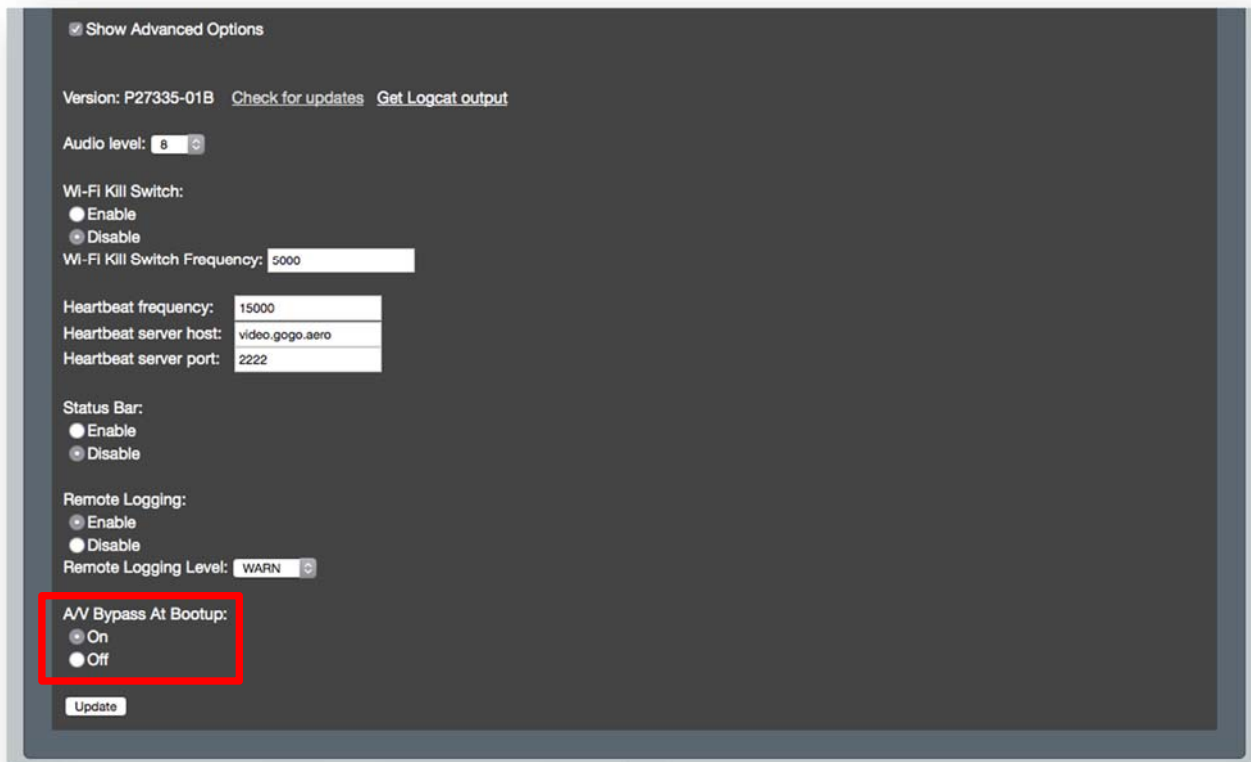 Show Advanced Options
Version: P27335-01B Check for updates Get Logcat output
Audio level: 8
Wi-Fi Kill Switch:
Enable
Disable
Wi-Fi Kill Switch Frequency: 5000
Heartbeat frequency: 15000
Heartbeat server host: video.gogo.aero
Heartbeat server port: 2222
Status Bar:
Enable
Disable
Remote Logging:
Enable
Disable
Remote Logging Level: WARN
A/V Bypass At Bootup:
On
Off
Update